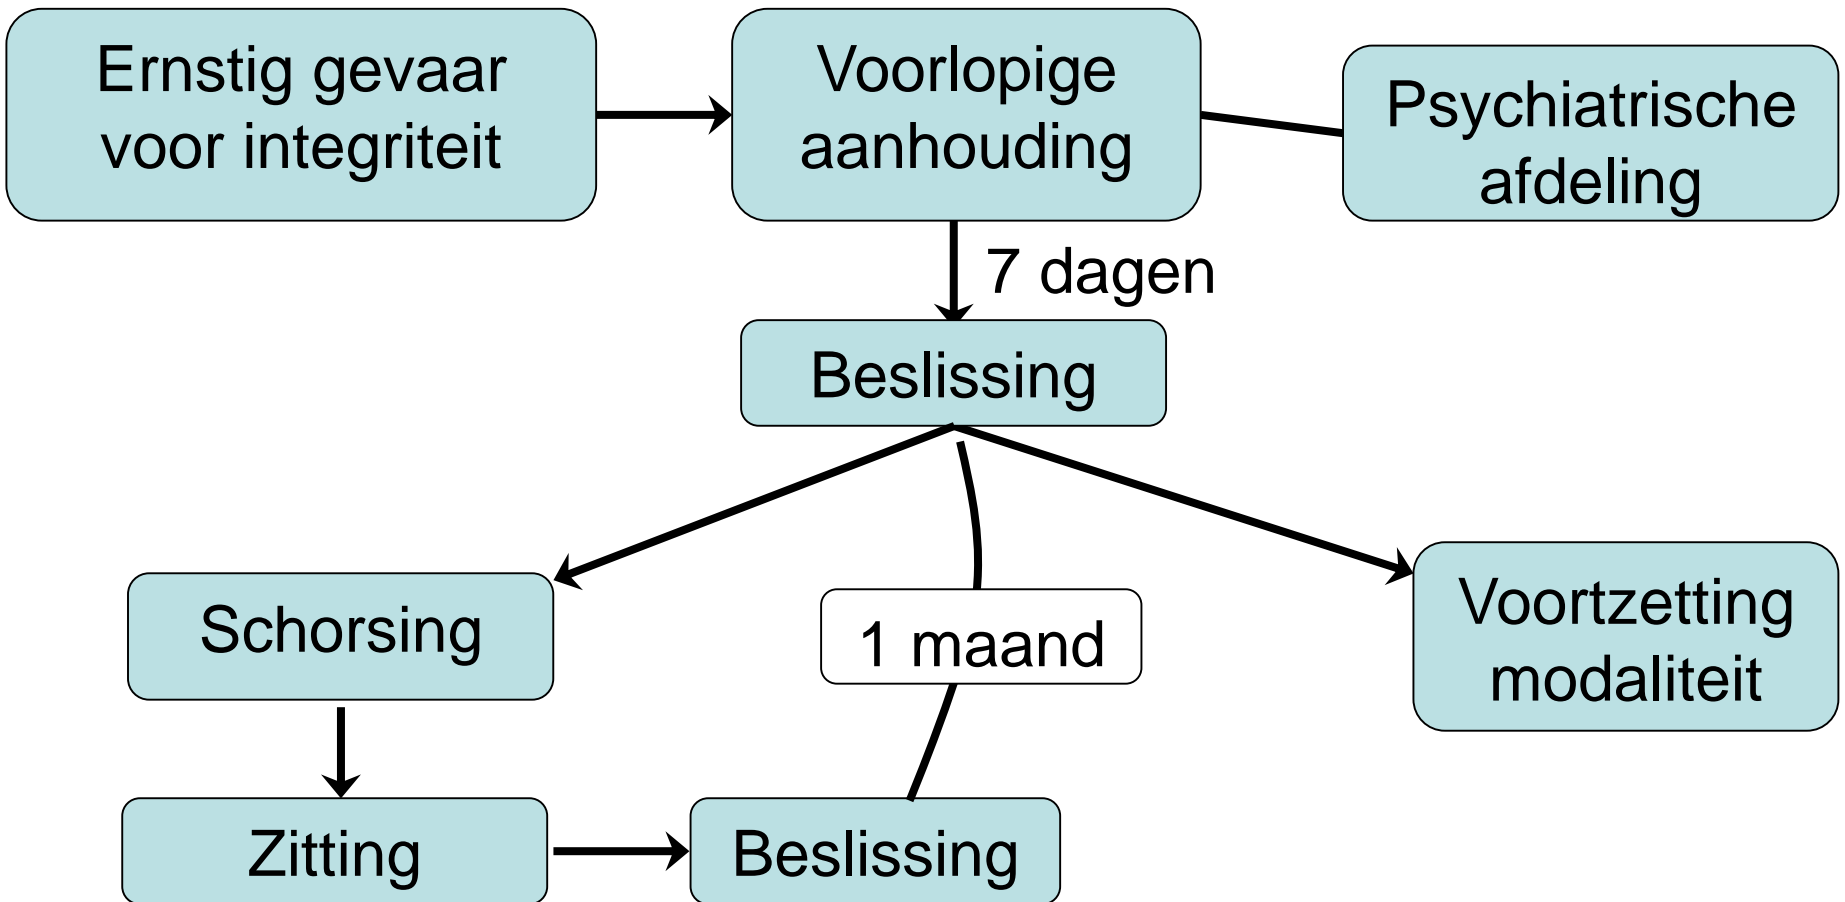 Ernstig gevaar
voor integriteit
Voorlopige
aanhouding
Psychiatrische
afdeling
7 dagen
Beslissing
Schorsing
1 maand
Voortzetting
modaliteit
Zitting
Beslissing